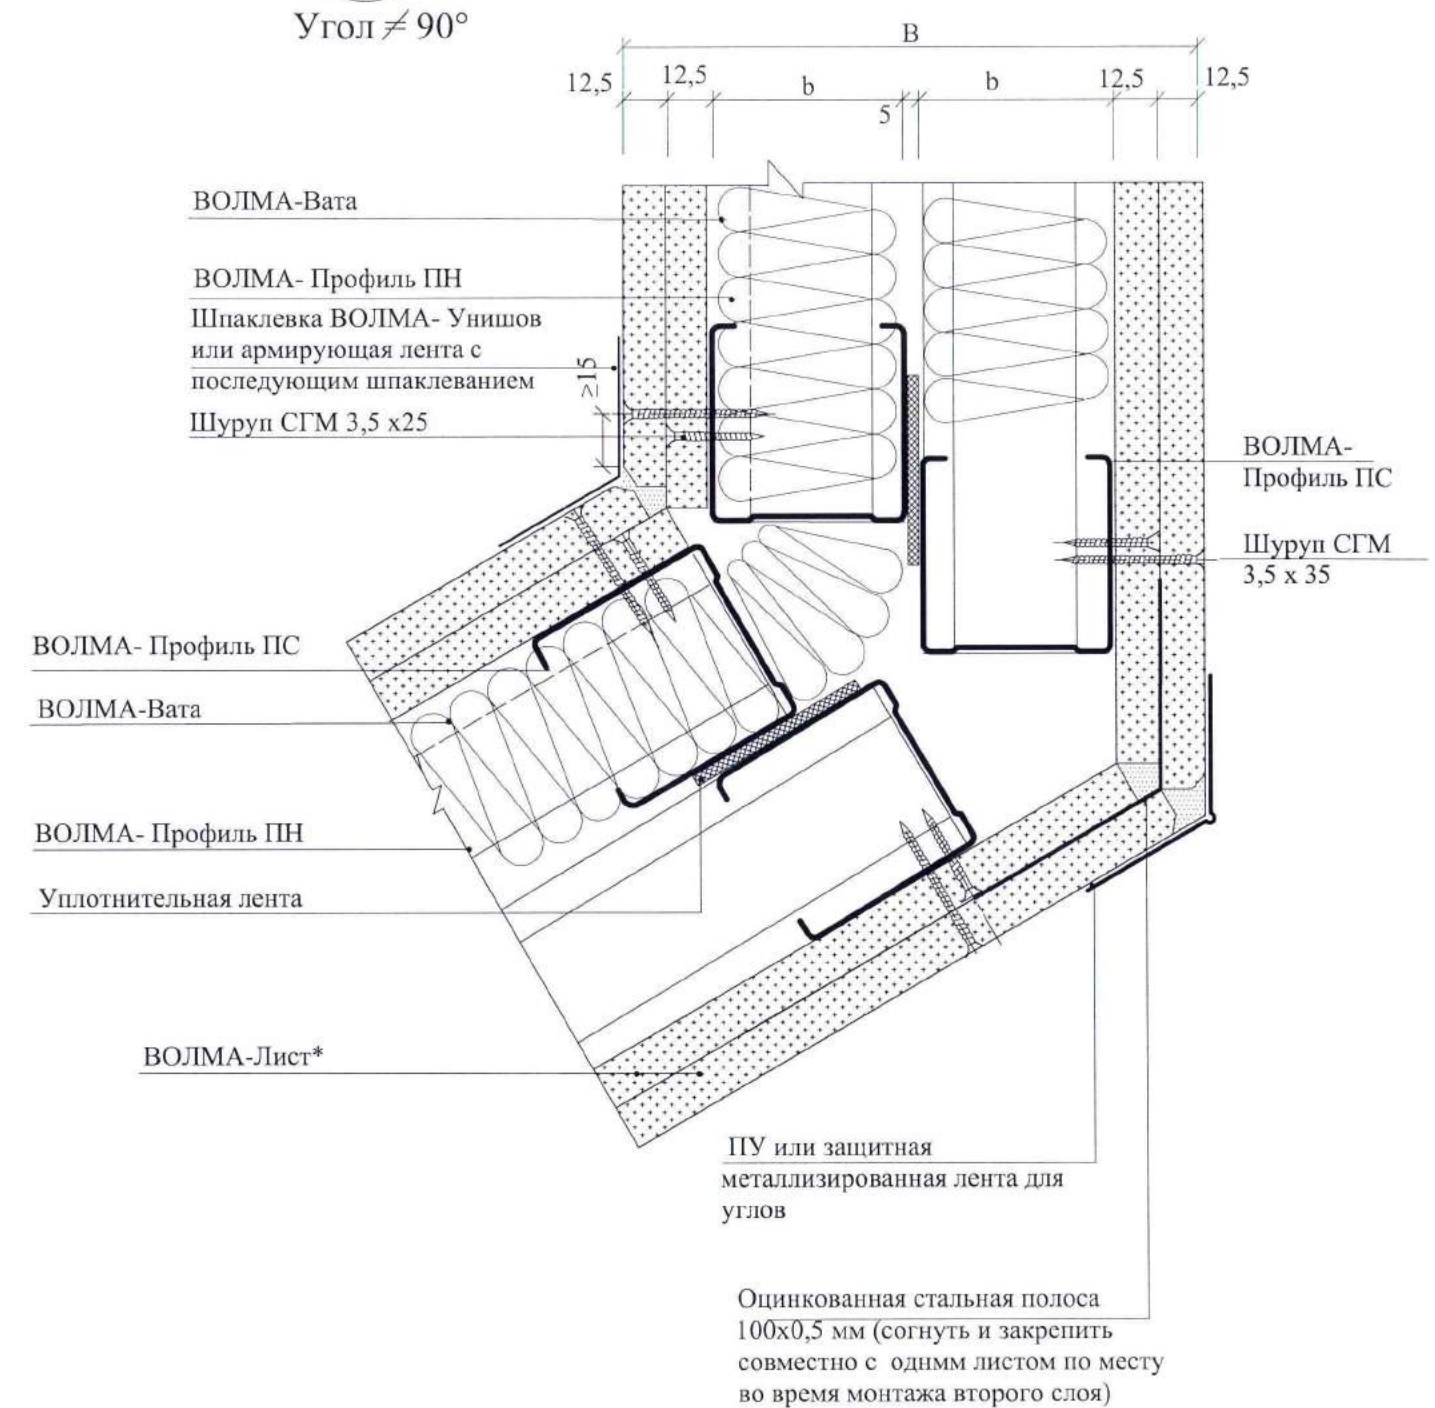 Угол ≠ 90°
B
12,5
12,5
b
5
b
12,5
12,5
ВОЛМА-Вата
ВОЛМА- Профиль ПН
Шпаклевка ВОЛМА- Унишов
или армирующая лента с
последующим шпаклеванием
≥15
Шуруп СГМ 3,5 х25
ВОЛМА-
Профиль ПС
Шуруп СГМ
3,5 х 35
ВОЛМА- Профиль ПС
ВОЛМА-Вата
ВОЛМА- Профиль ПН
Уплотнительная лента
ВОЛМА-Лист*
ПУ или защитная
металлизированная лента для
углов
Оцинкованная стальная полоса
100х0,5 мм (согнуть и закрепить
совместно с однмм листом по месту
во время монтажа второго слоя)